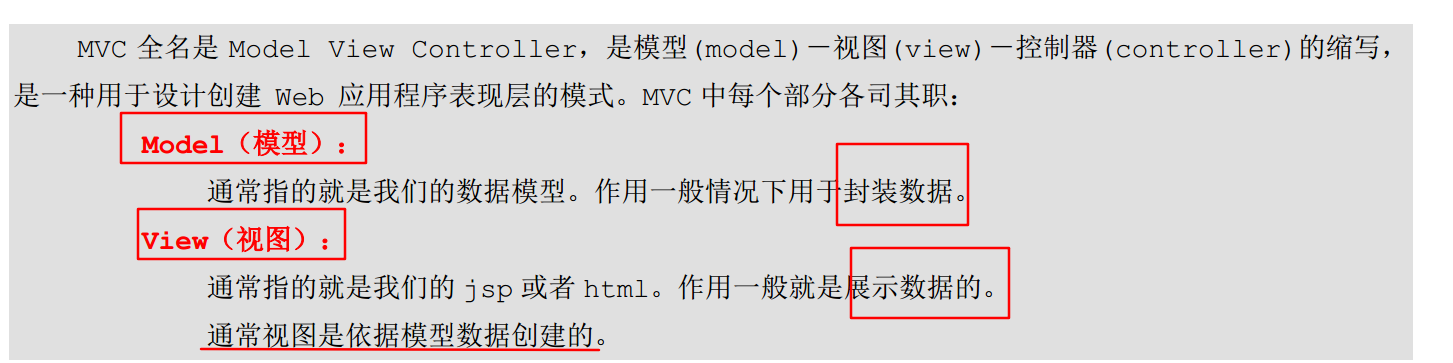 MVC 全名是 Model View Controller，是模型(model)－视图(view)－控制器(controller)的缩写，
是一种用于设计创建 Web 应用程序表现层的模式。MVC 中每个部分各司其职：
Model（模型）：
通常指的就是我们的数据模型。作用一般情况下用于封装数据。
View（视图）：
通常指的就是我们的 jsp 或者 html。作用一般就是展示数据的。
通常视图是依据模型数据创建的。